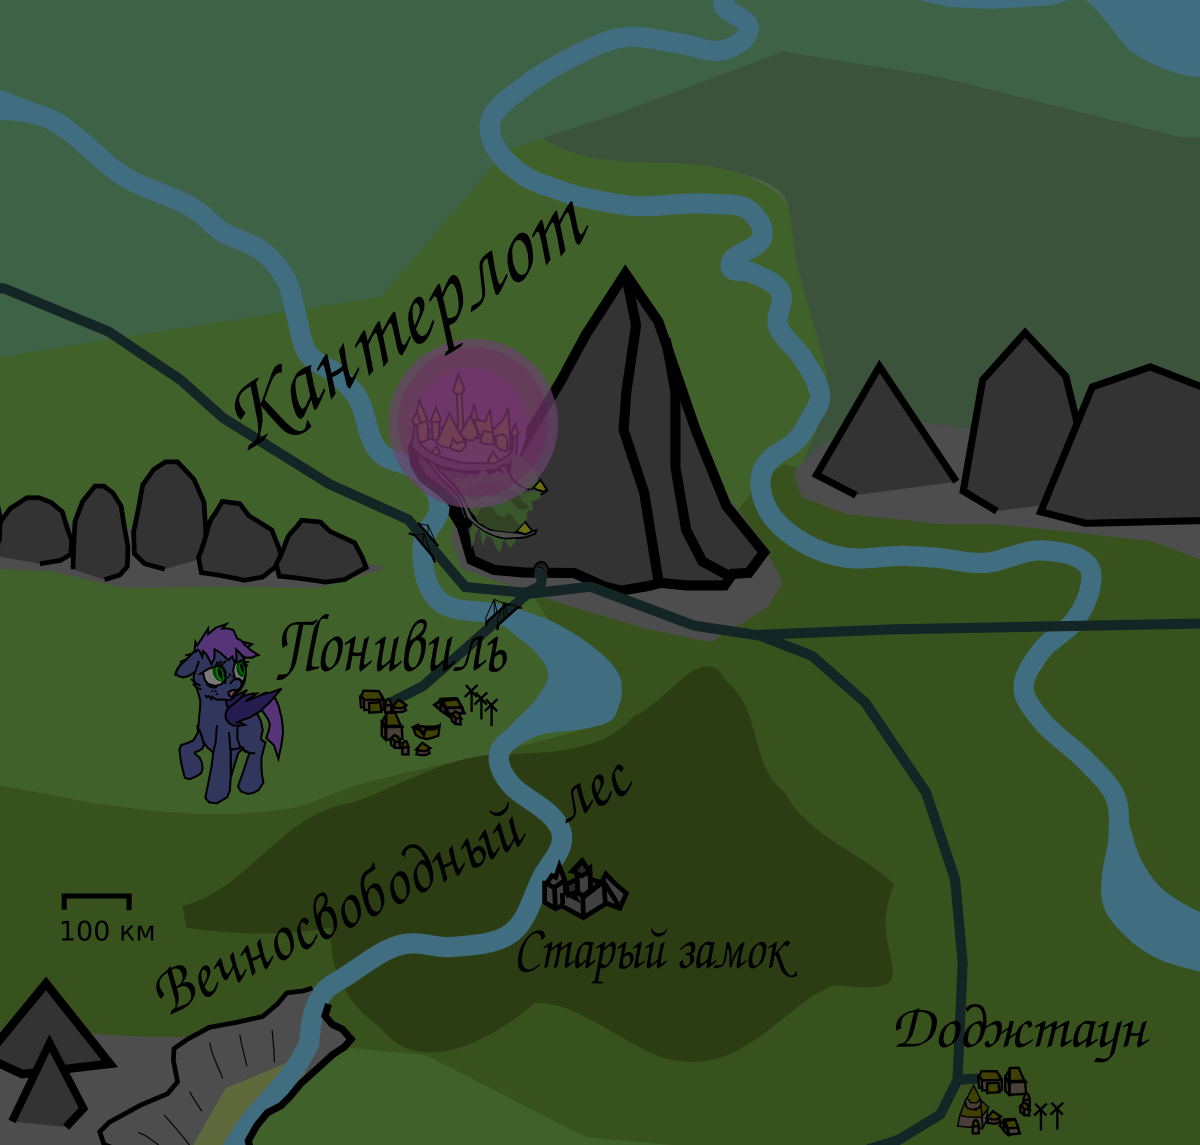 Кантерлот
Понивиль
Вечносвободный лес
100 км
Старый замок
Доджтаун